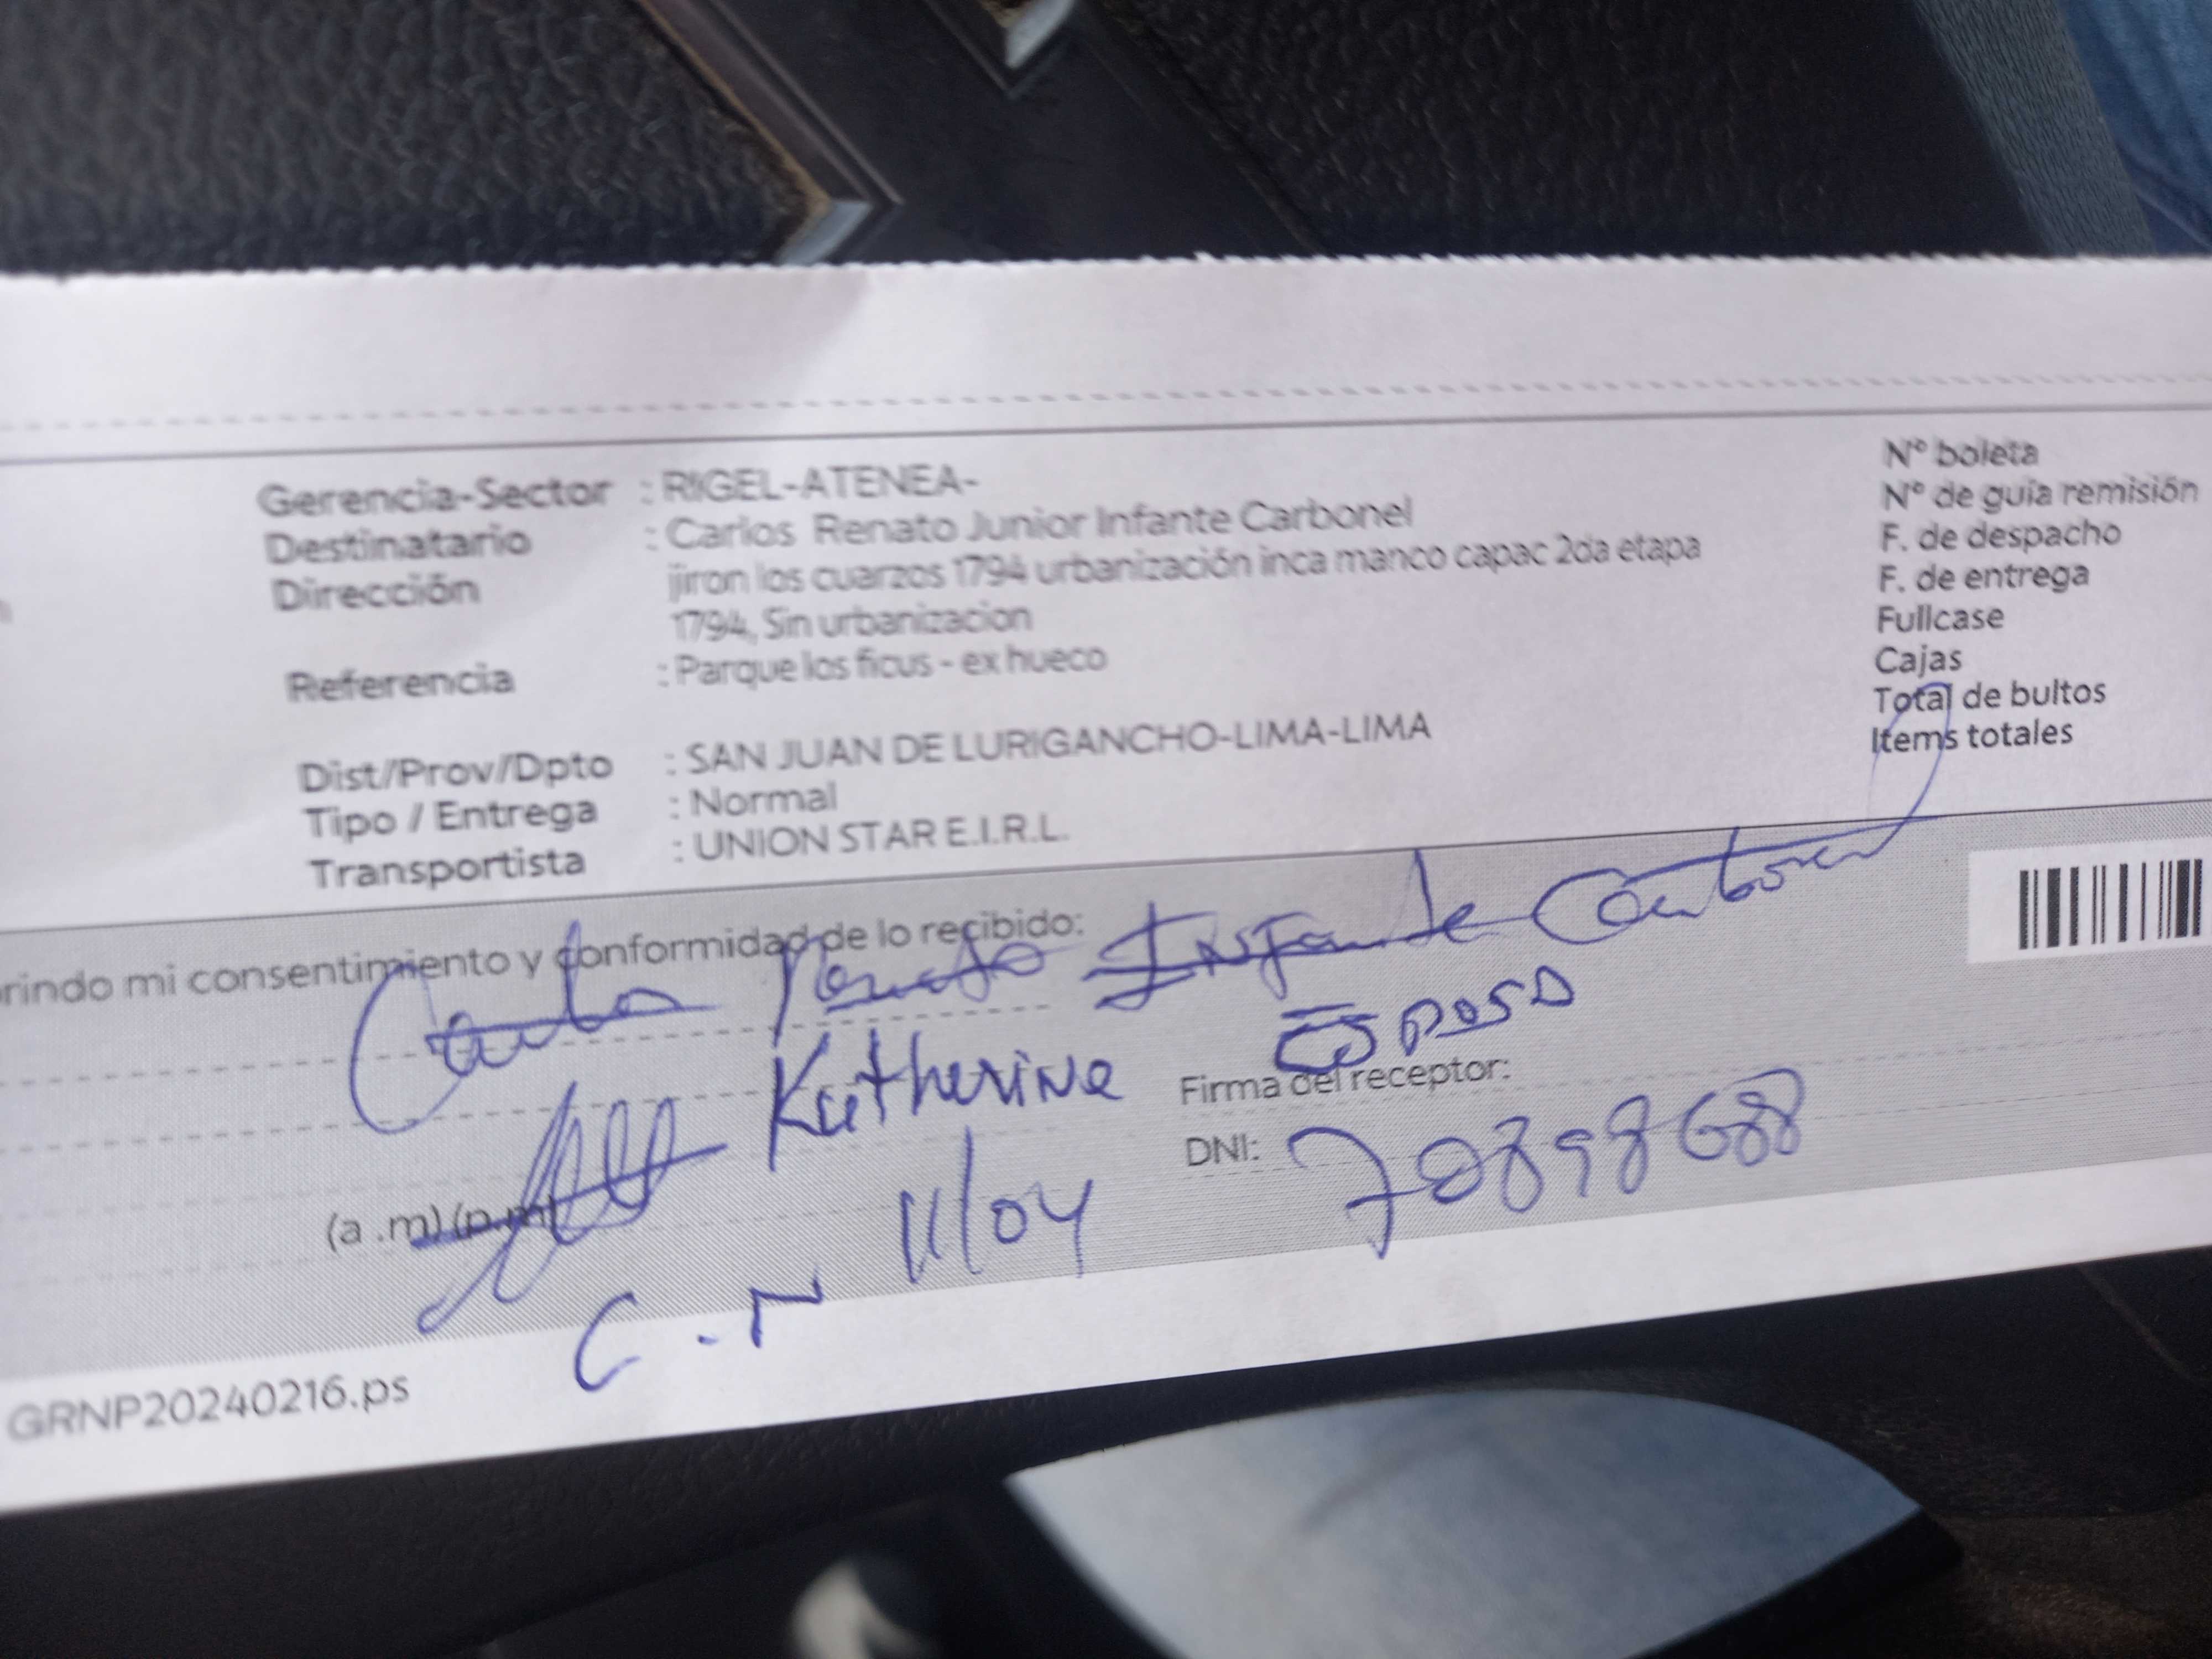 Gerencia-Sector : RIGEL-ATENEA-
Destinatario : Carlos Renato Junior Infante Carbonel
Dirección jiron los cuarzos 1794 urbanización inca manco capac 2da etapa
1794, Sin urbanizacion
Referencia : Parque los ficus - ex hueco
Dist/Prov/Dpto : SAN JUAN DE LURIGANCHO-LIMA-LIMA
Tipo / Entrega : Normal
Transportista : UNION STAR E.I.R.L.
N° boleta
N° de guía remisión
F. de despacho
F. de entrega
Fullcase
Cajas
Total de bultos
Items totales
rindo mi consentimiento y conformidad de lo recibido:
Carlos Renato Infante Carbonel
Katherine Esposo
Firma del receptor:
DNI: 70898688
(a .m) (p.m)
11/04
C.N
GRNP20240216.ps